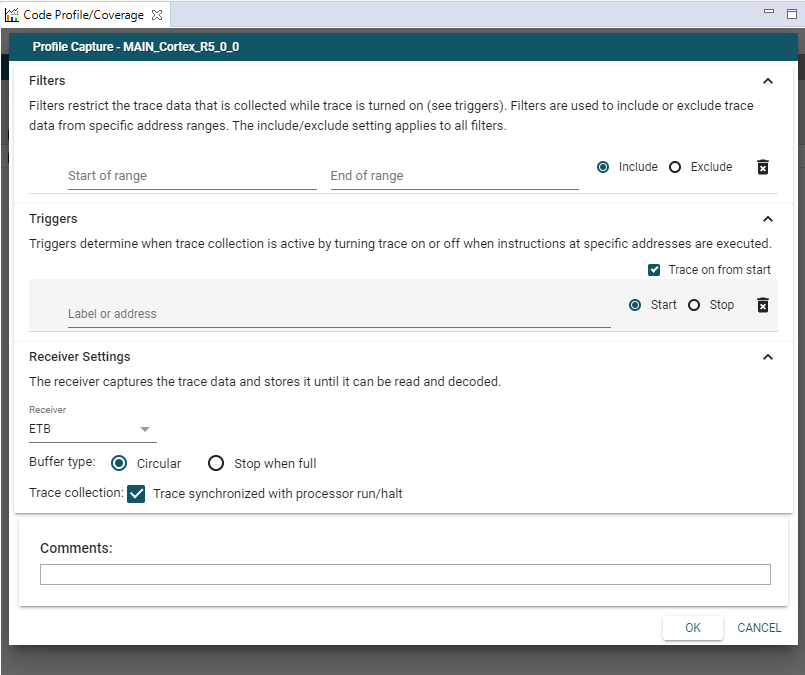 Code Profile/Coverage
Profile Capture - MAIN_Cortex_R5_0_0
Filters
Filters restrict the trace data that is collected while trace is turned on (see triggers). Filters are used to include or exclude trace
data from specific address ranges. The include/exclude setting applies to all filters.
Start of range End of range Include Exclude
Triggers
Triggers determine when trace collection is active by turning trace on or off when instructions at specific addresses are executed.
Trace on from start
Label or address Start Stop
Receiver Settings
The receiver captures the trace data and stores it until it can be read and decoded.
Receiver
ETB
Buffer type: Circular Stop when full
Trace collection: Trace synchronized with processor run/halt
Comments:
OK CANCEL